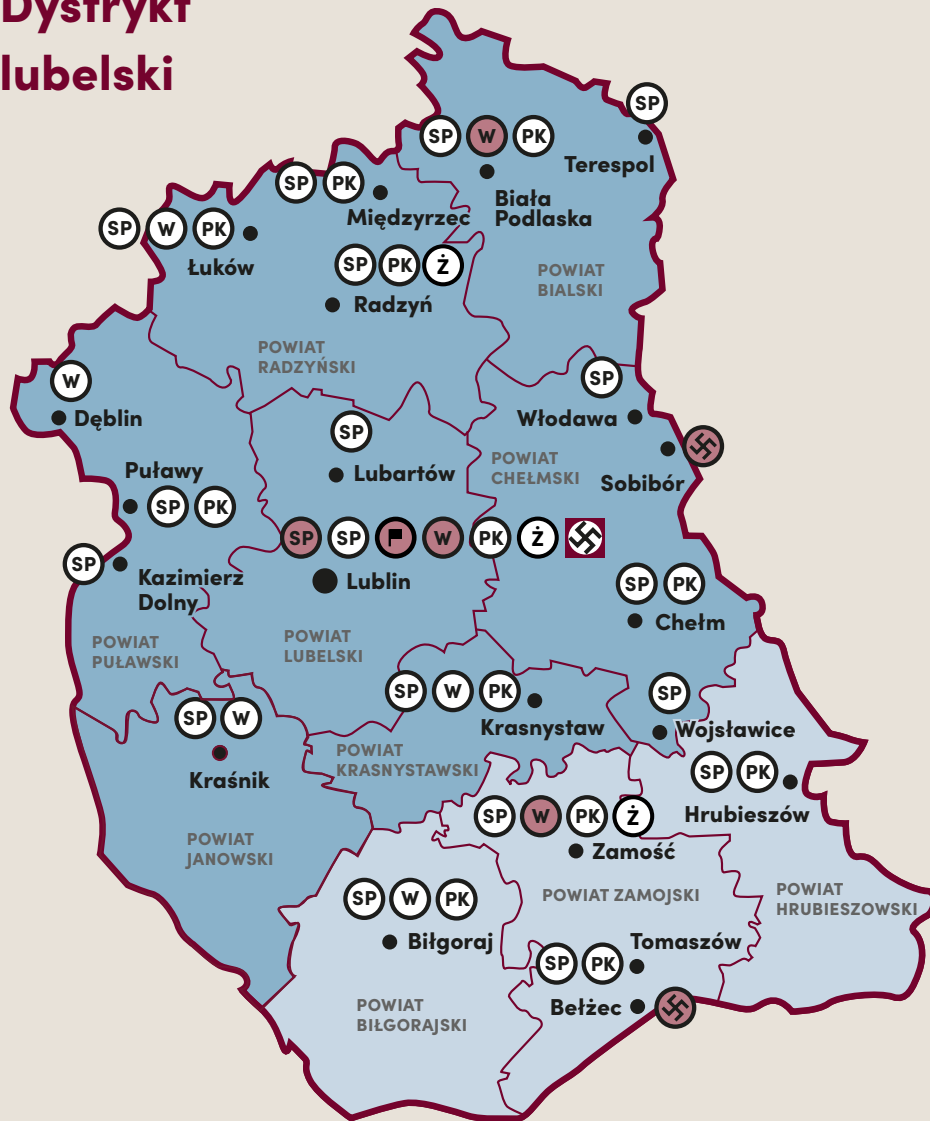 Dystrykt
lubelski
SP
Terespol
SP W PK
Biała
Podlaska
SP PK
Międzyrzec
SP W PK
Łuków
SP PK Ż
Radzyń
POWIAT
BIALSKI
POWIAT
RADZYŃSKI
W
Dęblin
SP
Włodawa
SP
Lubartów
POWIAT
CHEŁMSKI
Sobibór
Puławy
SP PK
SP SP W PK Ż
Lublin
SP
Kazimierz
Dolny
SP PK
Chełm
POWIAT
PUŁAWSKI
POWIAT
LUBELSKI
SP W PK
Krasnystaw
SP
Wojsławice
SP W
Kraśnik
POWIAT
KRASNYSTAWSKI
SP PK
Hrubieszów
SP W PK Ż
Zamość
POWIAT
JANOWSKI
POWIAT ZAMOJSKI
POWIAT
HRUBIESZOWSKI
SP W PK
Biłgoraj
Tomaszów
SP PK
Bełżec
POWIAT
BIŁGORAJSKI